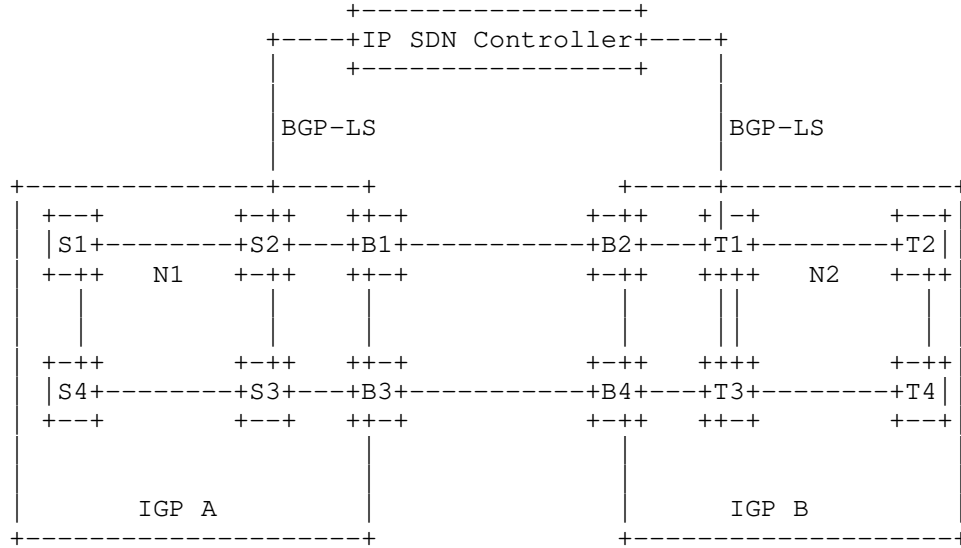 IP SDN Controller
BGP-LS BGP-LS
S1 S2 B1 B2 T1 T2
N1 N2
S4 S3 B3 B4 T3 T4
IGP A IGP B